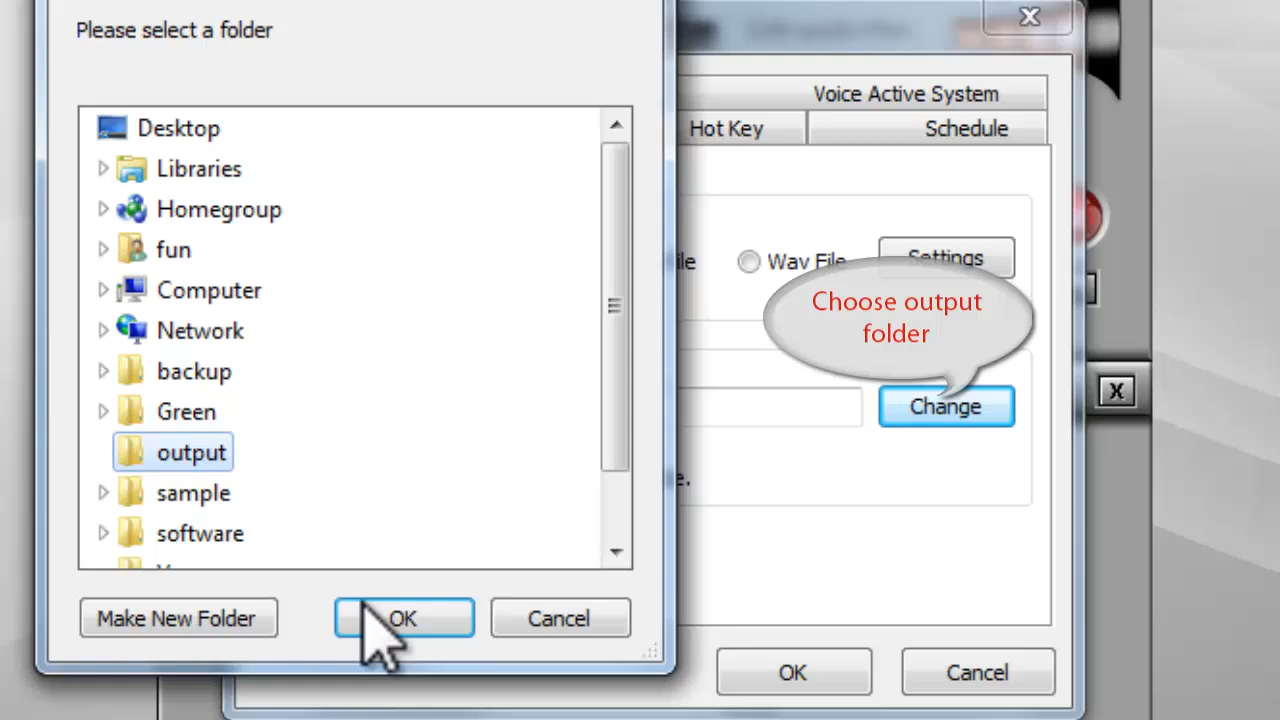 Please select a folder
Desktop
Libraries
Homegroup
fun
Computer
Network
backup
Green
output
sample
software
Make New Folder
OK
Cancel
X
Voice Active System
Hot Key
Schedule
Wav File
Settings
Choose output
folder
Change
X
OK
Cancel